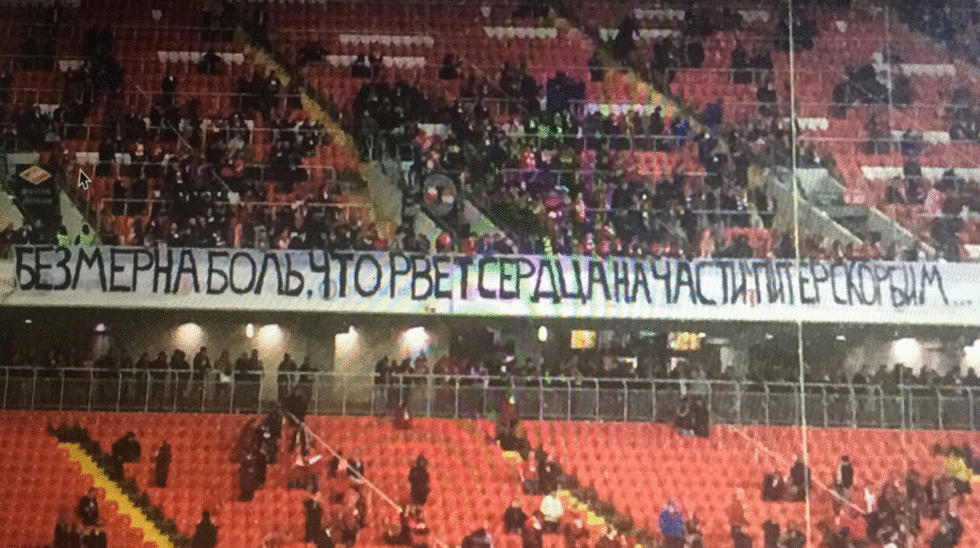 БЕЗМЕРНА БОЛЬ, ЧТО РВЕТ СЕРДЦА НА ЧАСТИ. ПИТЕР СКОРБИМ...